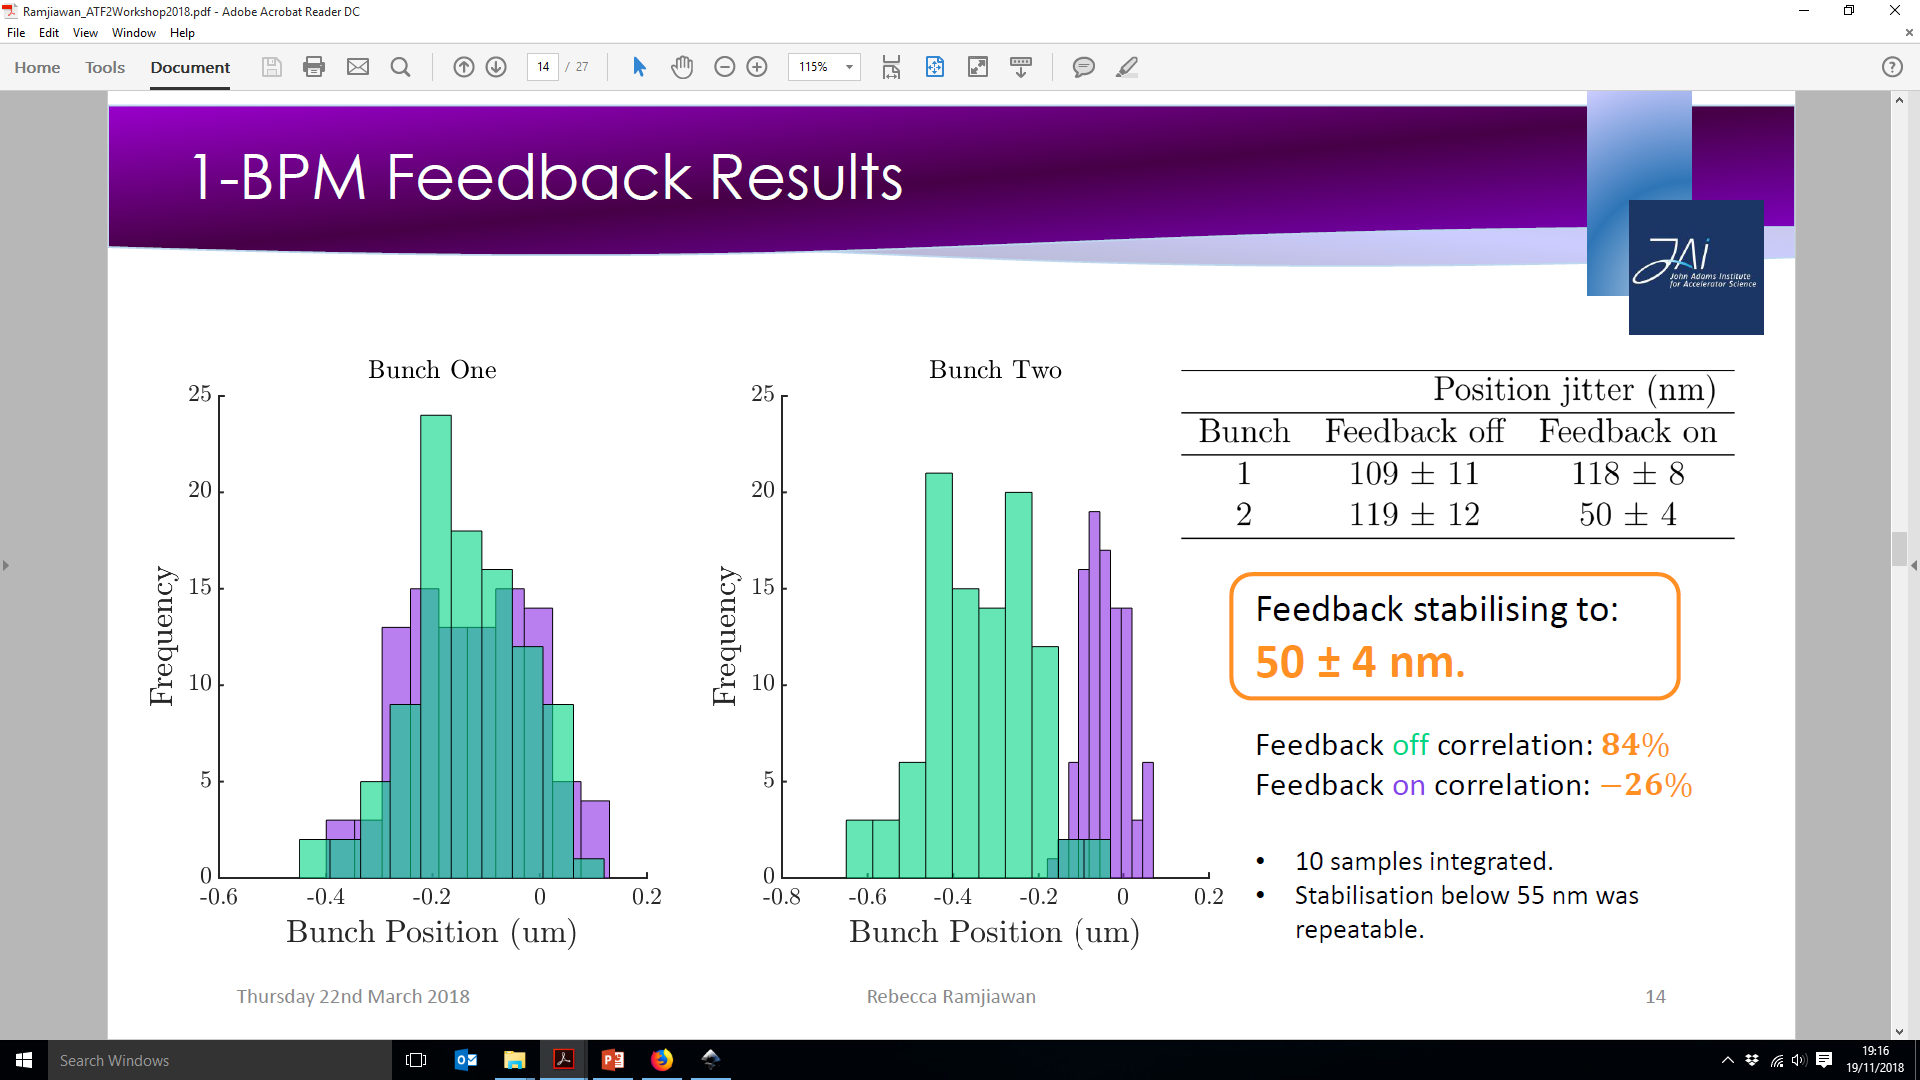 Ramjiawan_ATF2Workshop2018.pdf - Adobe Acrobat Reader DC
File Edit View Window Help
Home Tools Document 14 / 27 115%
1-BPM Feedback Results
JAi
John Adams Institute
for Accelerator Science
Bunch One
25
20
15
10
5
0
-0.6 -0.4 -0.2 0 0.2
Frequency
Bunch Position (um)
Bunch Two
25
20
15
10
5
0
-0.8 -0.6 -0.4 -0.2 0 0.2
Frequency
Bunch Position (um)
Position jitter (nm)
Bunch Feedback off Feedback on
1 109 ± 11 118 ± 8
2 119 ± 12 50 ± 4
Feedback stabilising to:
50 ± 4 nm.
Feedback off correlation: 84%
Feedback on correlation: −26%
• 10 samples integrated.
• Stabilisation below 55 nm was
repeatable.
Thursday 22nd March 2018 Rebecca Ramjiawan 14
Search Windows
19:16
19/11/2018